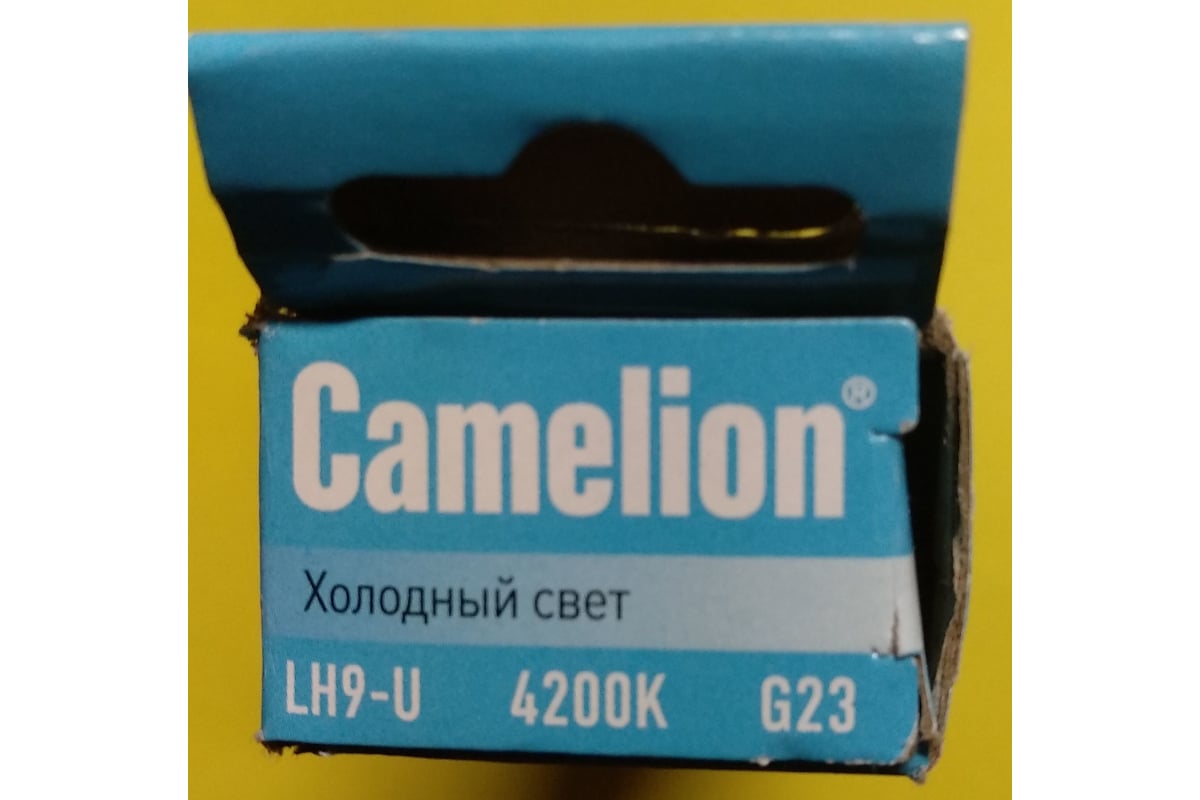 Camelion®
Холодный свет
LH9-U 4200K G23